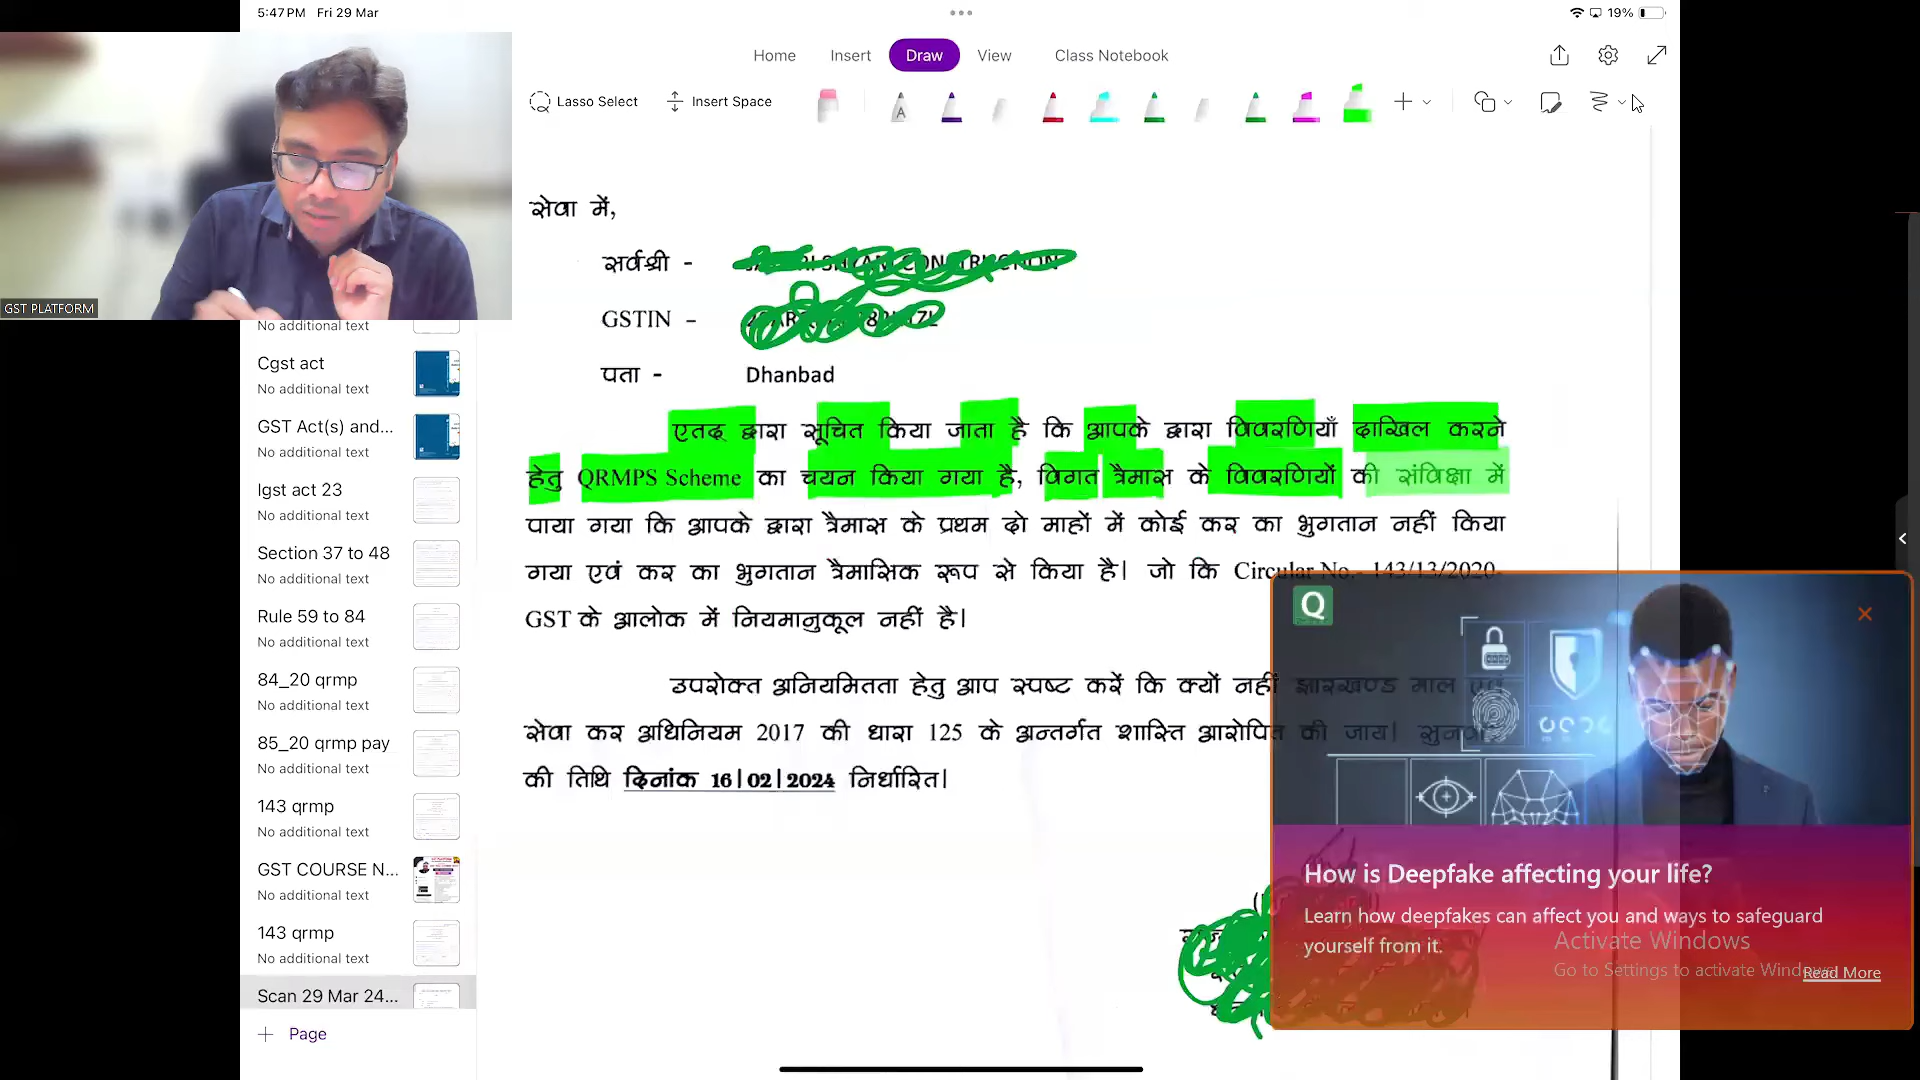 5:47 PM Fri 29 Mar
19%
Home Insert Draw View Class Notebook
Lasso Select Insert Space
A
GST PLATFORM
No additional text
Cgst act
No additional text
GST Act(s) and...
No additional text
Igst act 23
No additional text
Section 37 to 48
No additional text
Rule 59 to 84
No additional text
84_20 qrmp
No additional text
85_20 qrmp pay
No additional text
143 qrmp
No additional text
GST COURSE N...
No additional text
143 qrmp
No additional text
Scan 29 Mar 24...
Page
सेवा में,
सर्वश्री -
GSTIN -
पता - Dhanbad
एतद् द्वारा सूचित किया जाता है कि आपके द्वारा विवरणियाँ दाखिल करने
हेतु QRMPS Scheme का चयन किया गया है, विगत त्रैमास के विवरणियों की संविक्षा में
पाया गया कि आपके द्वारा त्रैमास के प्रथम दो माहों में कोई कर का भुगतान नहीं किया
गया एवं कर का भुगतान त्रैमासिक रूप से किया है। जो कि Circular No.- 143/13/2020-
GST के आलोक में नियमानुकूल नहीं है।
उपरोक्त अनियमितता हेतु आप स्पष्ट करें कि क्यों नहीं झारखण्ड माल एवं
सेवा कर अधिनियम 2017 की धारा 125 के अन्तर्गत शास्ति आरोपित की जाय।
की तिथि दिनांक 16|02|2024 निर्धारित।
Q
How is Deepfake affecting your life?
Learn how deepfakes can affect you and ways to safeguard
yourself from it.
Read More
Activate Windows
Go to Settings to activate Windows